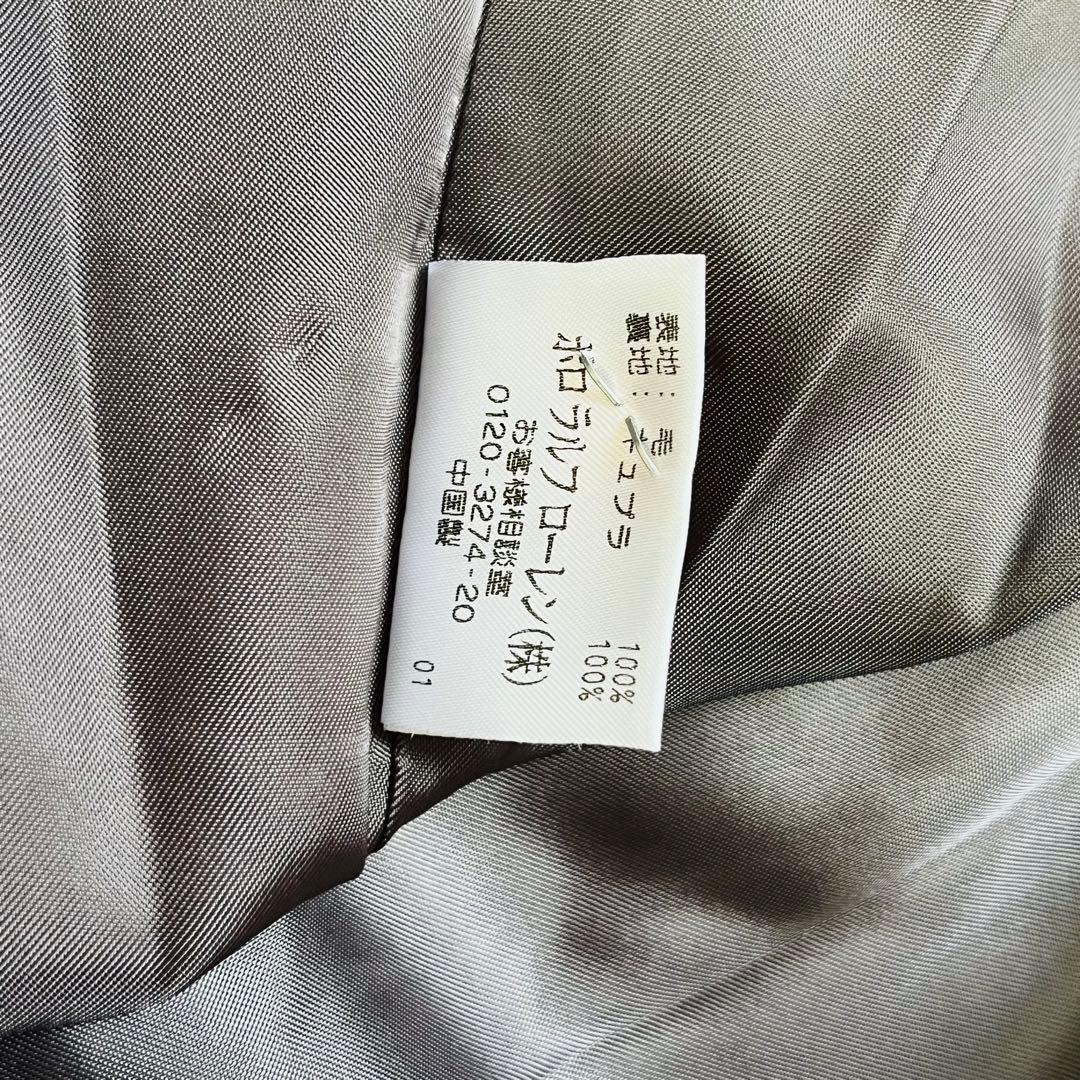 表地: 毛 100%
裏地: キュプラ 100%
ポロ ラルフ ローレン(株)
お客様相談室
0120-3274-20
中国製
01